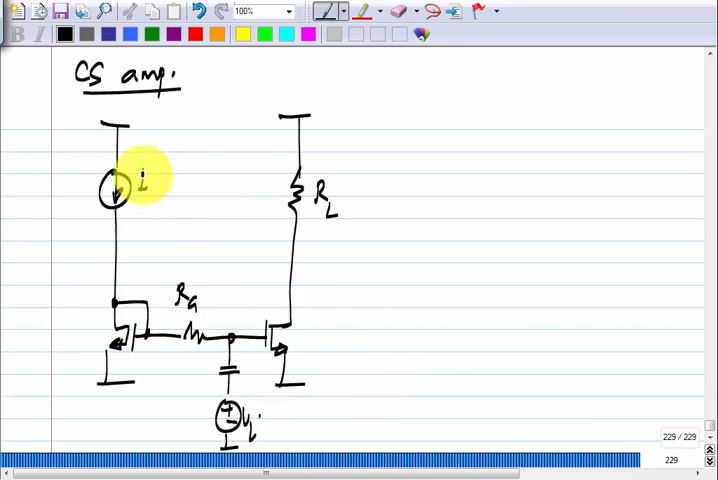 100%
B I
CS amp.
i
R_L
R_G
v_i
229 / 229
229